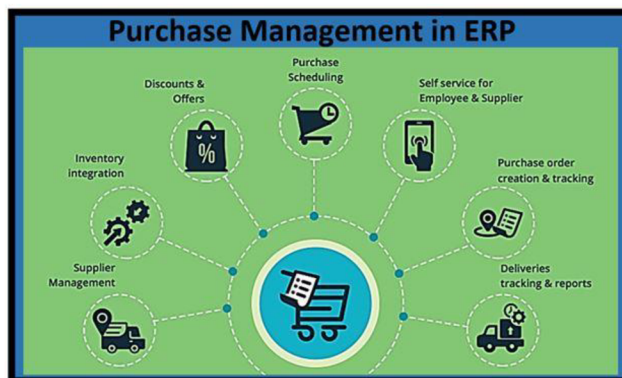 Purchase Management in ERP
Purchase
Scheduling
Discounts &
Offers
Self service for
Employee & Supplier
Inventory
integration
Purchase order
creation & tracking
Supplier
Management
Deliveries
tracking & reports
%